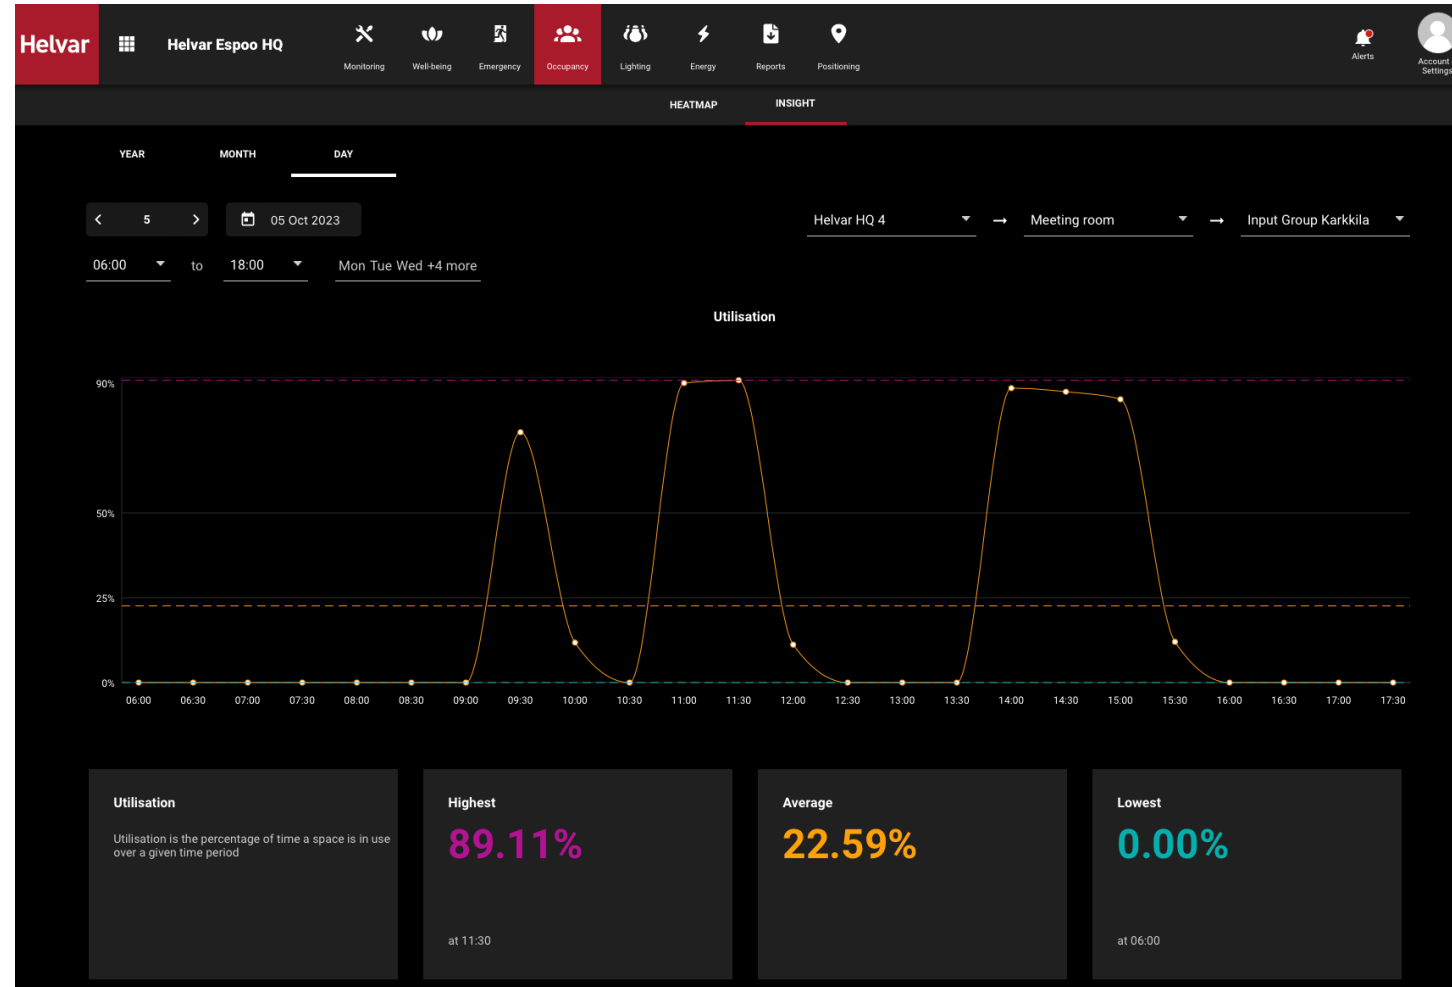 Helvar
Helvar Espoo HQ
Monitoring
Well-being
Emergency
Occupancy
Lighting
Energy
Reports
Positioning
Alerts
Account
Settings
HEATMAP
INSIGHT
YEAR
MONTH
DAY
5
05 Oct 2023
Helvar HQ 4
→
Meeting room
→
Input Group Karkkila
06:00
to
18:00
Mon Tue Wed +4 more
Utilisation
90%
50%
25%
0%
06:00 06:30 07:00 07:30 08:00 08:30 09:00 09:30 10:00 10:30 11:00 11:30 12:00 12:30 13:00 13:30 14:00 14:30 15:00 15:30 16:00 16:30 17:00 17:30
Utilisation
Utilisation is the percentage of time a space is in use
over a given time period
Highest
89.11%
at 11:30
Average
22.59%
Lowest
0.00%
at 06:00